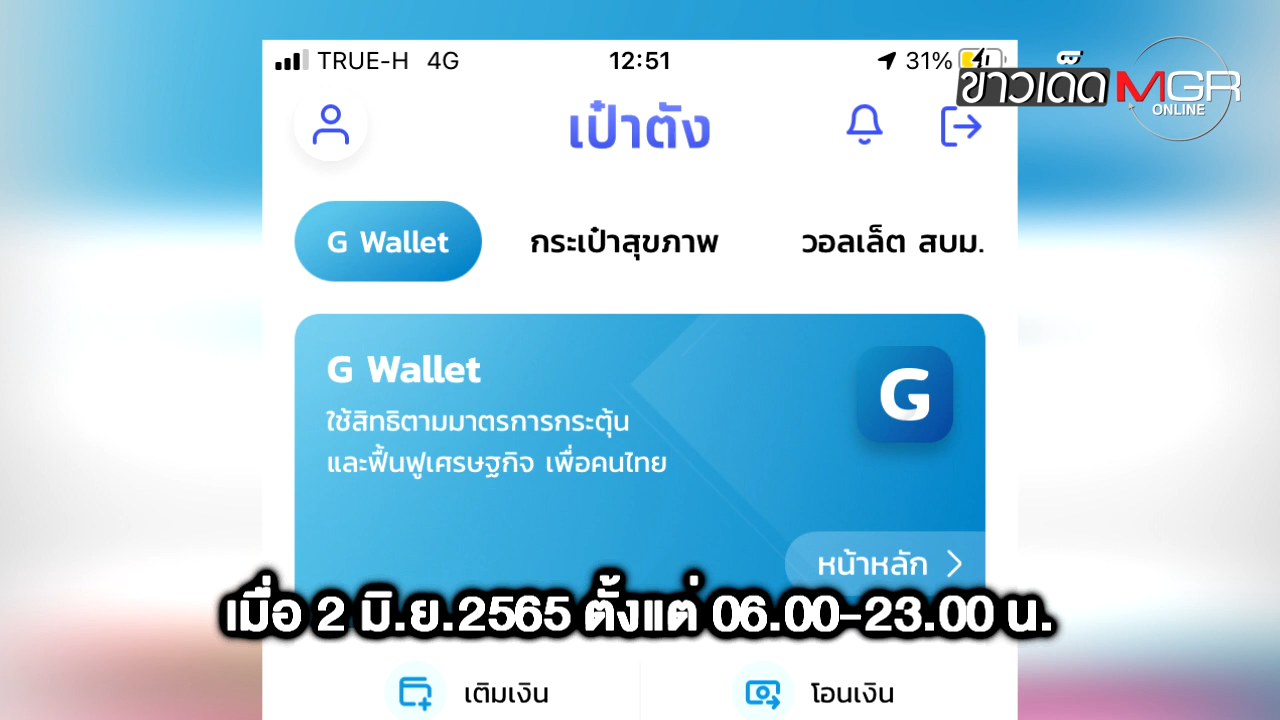 TRUE-H 4G 12:51 31%
ข่าวเด็ด MGR
ONLINE
เป๋าตัง
G Wallet กระเป๋าสุขภาพ วอลเล็ต สบม.
G Wallet
G
ใช้สิทธิตามมาตรการกระตุ้น
และฟื้นฟูเศรษฐกิจ เพื่อคนไทย
หน้าหลัก
เมื่อ 2 มิ.ย.2565 ตั้งแต่ 06.00-23.00 น.
เติมเงิน โอนเงิน